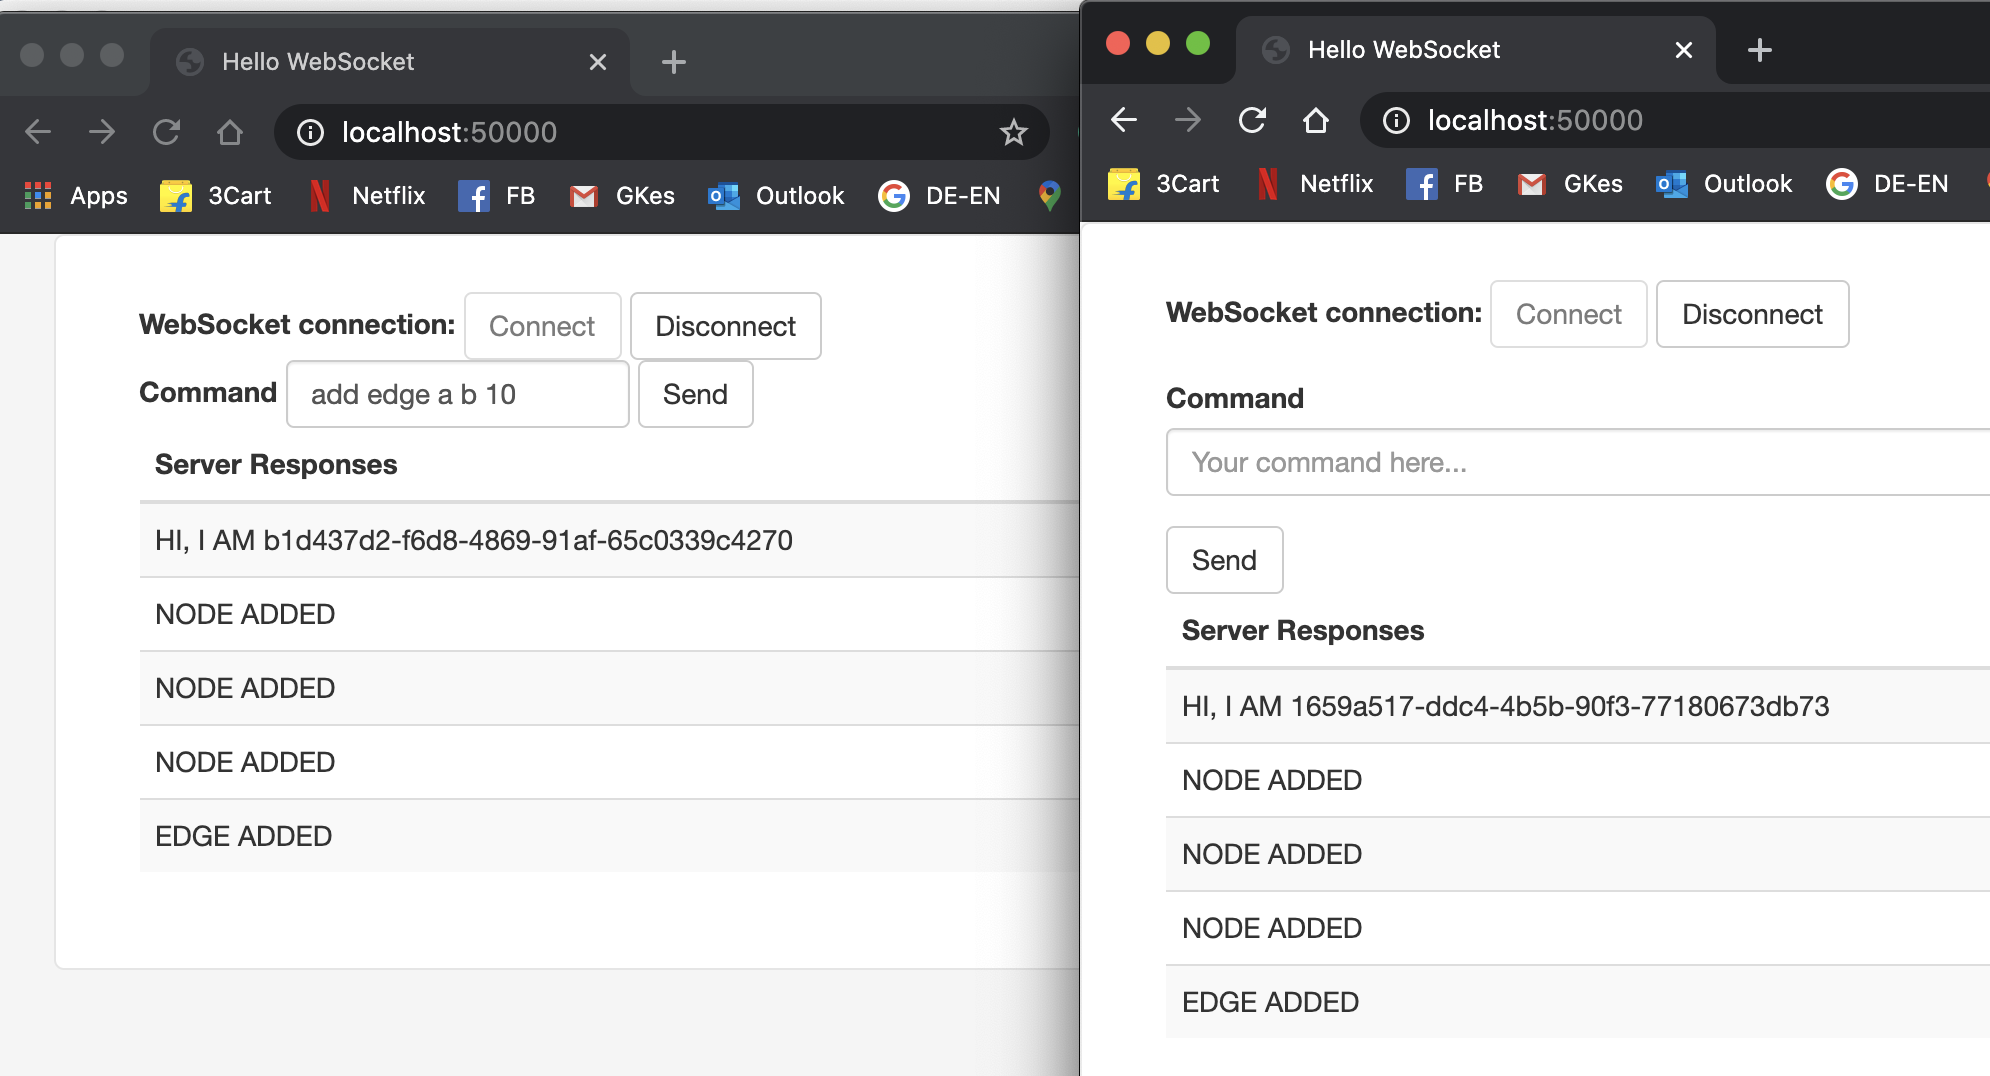 Hello WebSocket
localhost:50000
Apps 3Cart Netflix FB GKes Outlook DE-EN
WebSocket connection: Connect Disconnect
Command add edge a b 10 Send
Server Responses
HI, I AM b1d437d2-f6d8-4869-91af-65c0339c4270
NODE ADDED
NODE ADDED
NODE ADDED
EDGE ADDED
Hello WebSocket
localhost:50000
3Cart Netflix FB GKes Outlook DE-EN
WebSocket connection: Connect Disconnect
Command
Your command here...
Send
Server Responses
HI, I AM 1659a517-ddc4-4b5b-90f3-77180673db73
NODE ADDED
NODE ADDED
NODE ADDED
EDGE ADDED